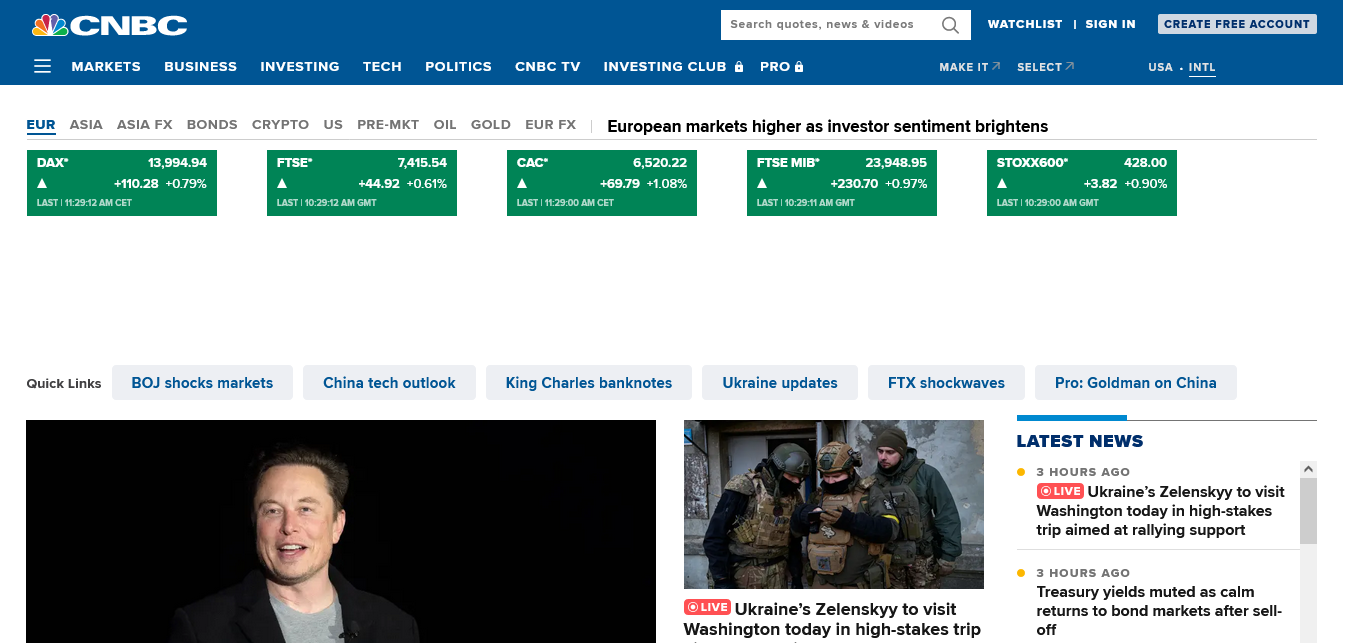 CNBC
Search quotes, news & videos
WATCHLIST | SIGN IN
CREATE FREE ACCOUNT
MARKETS BUSINESS INVESTING TECH POLITICS CNBC TV INVESTING CLUB PRO
MAKE IT SELECT USA • INTL
EUR ASIA ASIA FX BONDS CRYPTO US PRE-MKT OIL GOLD EUR FX
European markets higher as investor sentiment brightens
DAX* 13,994.94
+110.28 +0.79%
LAST | 11:29:12 AM CET
FTSE* 7,415.54
+44.92 +0.61%
LAST | 10:29:12 AM GMT
CAC* 6,520.22
+69.79 +1.08%
LAST | 11:29:00 AM CET
FTSE MIB* 23,948.95
+230.70 +0.97%
LAST | 10:29:11 AM GMT
STOXX600* 428.00
+3.82 +0.90%
LAST | 10:29:00 AM GMT
Quick Links
BOJ shocks markets
China tech outlook
King Charles banknotes
Ukraine updates
FTX shockwaves
Pro: Goldman on China
LIVE Ukraine’s Zelenskyy to visit
Washington today in high-stakes trip
LATEST NEWS
3 HOURS AGO
LIVE Ukraine’s Zelenskyy to visit
Washington today in high-stakes
trip aimed at rallying support
3 HOURS AGO
Treasury yields muted as calm
returns to bond markets after sell-
off